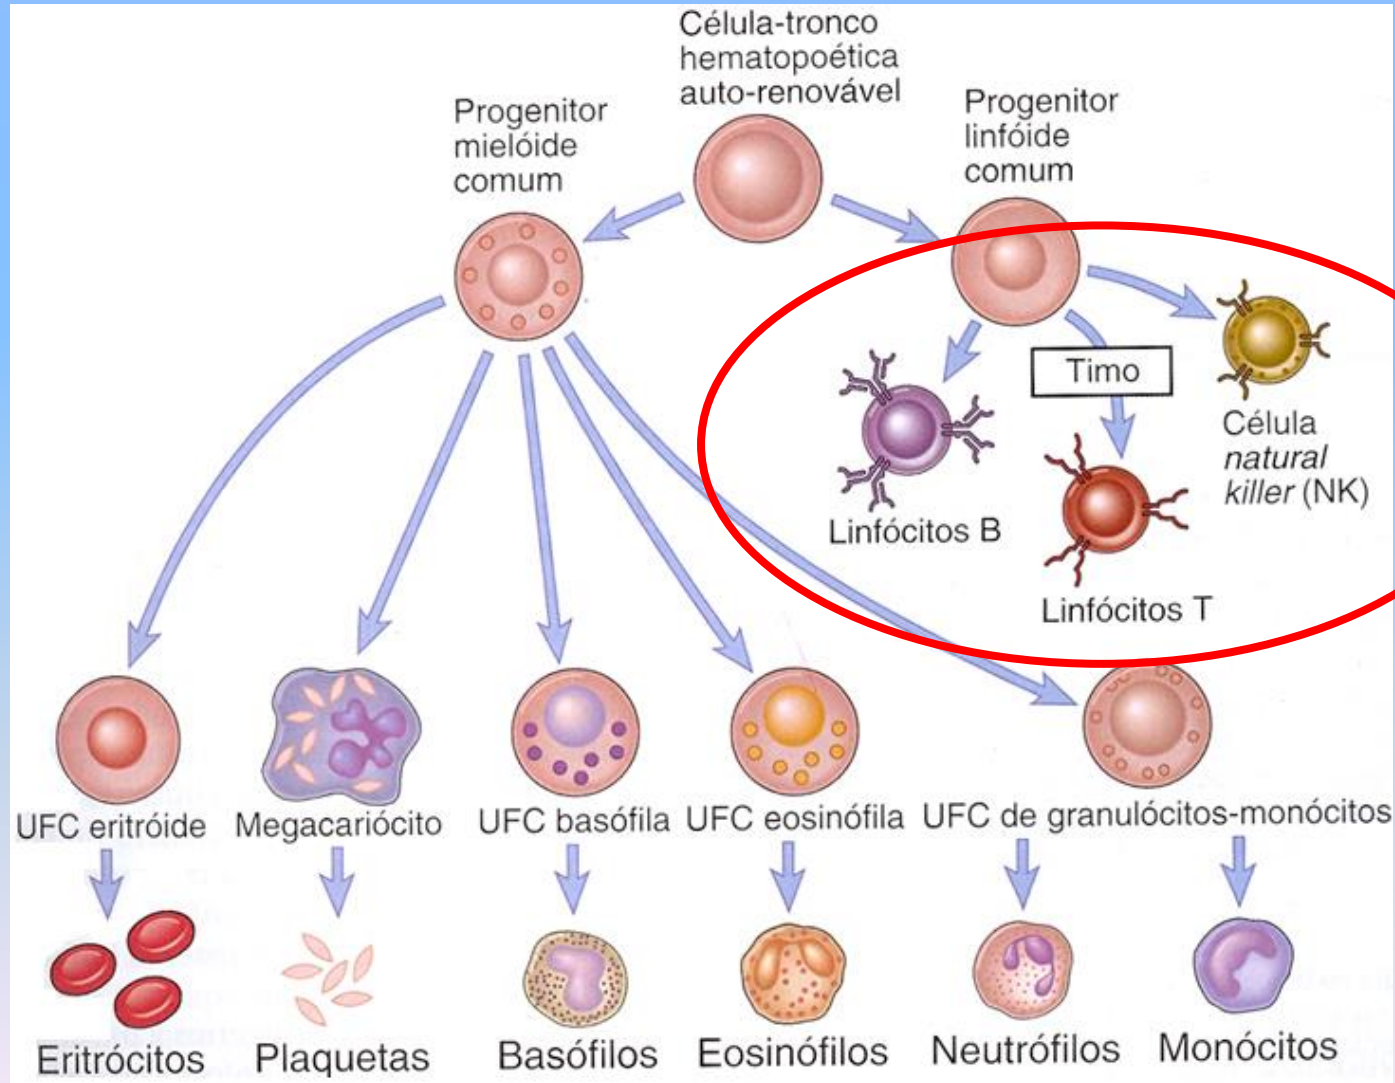 Célula-tronco
hematopoética
auto-renovável
Progenitor
mielóide
comum
Progenitor
linfóide
comum
Timo
Célula
natural
killer (NK)
Linfócitos B
Linfócitos T
UFC eritróide
Megacariócito
UFC basófila
UFC eosinófila
UFC de granulócitos-monócitos
Eritrócitos
Plaquetas
Basófilos
Eosinófilos
Neutrófilos
Monócitos